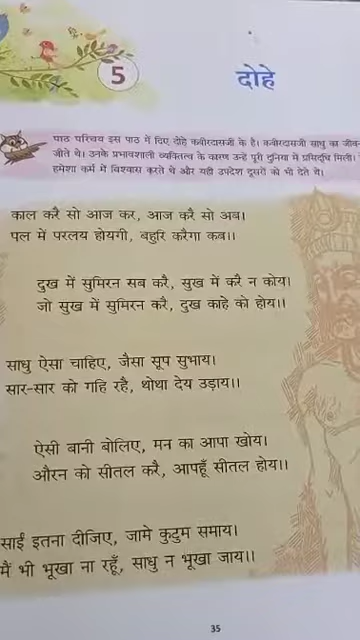 5
दोहे
पाठ परिचय इस पाठ में दिए दोहे कबीरदासजी के है। कबीरदासजी साधु का जीवन
जीते थे। उनके प्रभावशाली व्यक्तित्व के कारण उन्हें पूरी दुनिया में प्रसिद्धि मिली।
हमेशा कर्म में विश्वास करते थे और यही उपदेश दूसरों को भी देते थे।
काल करै सो आज कर, आज करै सो अब।
पल में परलय होयगी, बहुरि करैगा कब।।
दुख में सुमिरन सब करै, सुख में करै न कोय।
जो सुख में सुमिरन करै, दुख काहे को होय।।
साधु ऐसा चाहिए, जैसा सूप सुभाय।
सार-सार को गहि रहै, थोथा देय उड़ाय।।
ऐसी बानी बोलिए, मन का आपा खोय।
औरन को सीतल करै, आपहूँ सीतल होय।।
साईं इतना दीजिए, जामे कुटुम समाय।
मैं भी भूखा ना रहूँ, साधु न भूखा जाय।।
35